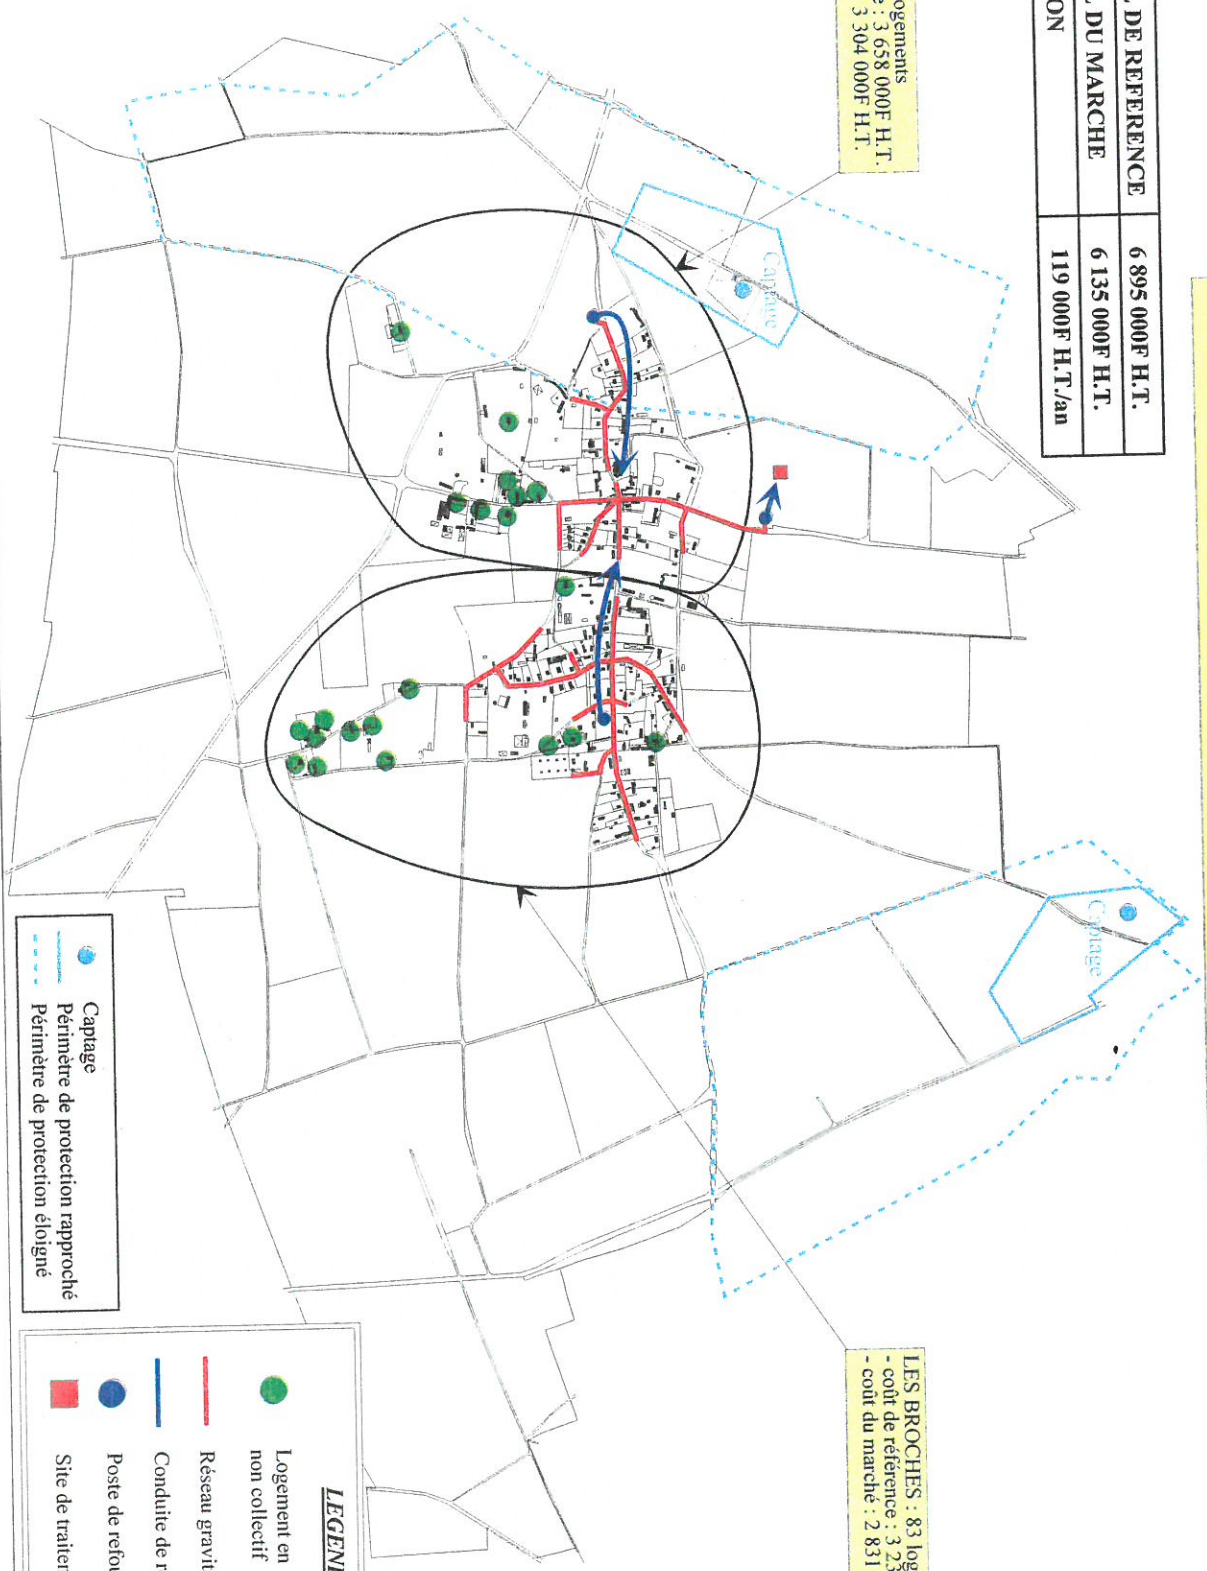 DE REFERENCE 6 895 000F H.T.
DU MARCHE 6 135 000F H.T.
ON 119 000F H.T./an
ogements
e : 3 658 000F H.T.
3 304 000F H.T.
Captage
Captage
LES BROCHES : 83 log
- coût de référence : 3 23
- coût du marché : 2 831
Captage
Périmètre de protection rapproché
Périmètre de protection éloigné
LEGEN
Logement en
non collectif
Réseau gravit
Conduite de r
Poste de refou
Site de traiter